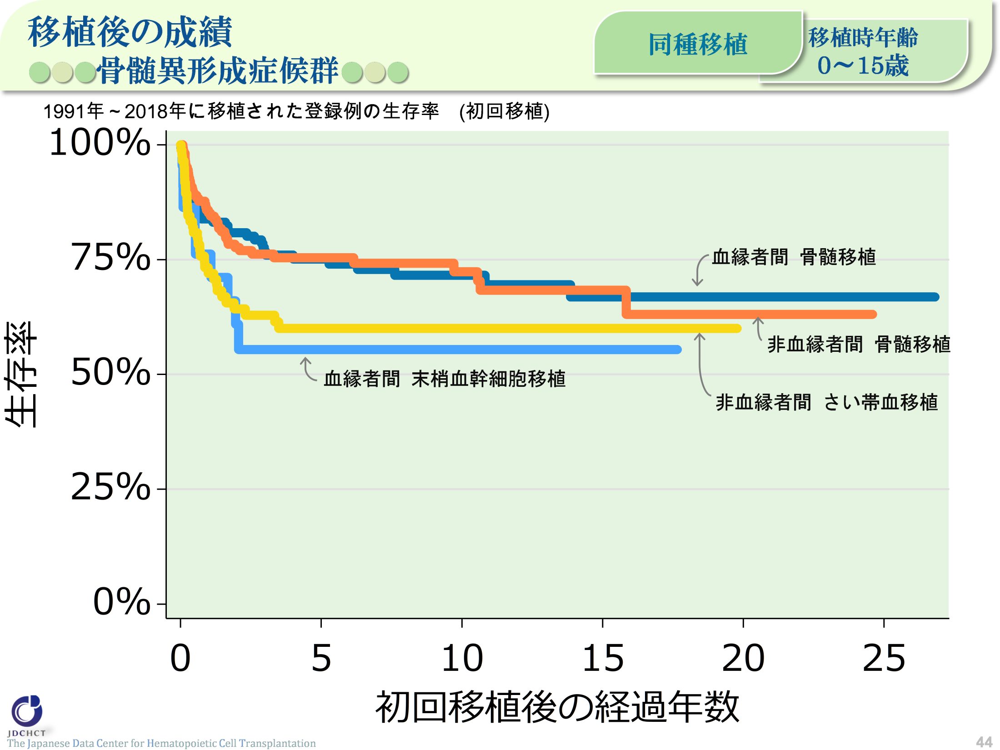 移植後の成績
骨髄異形成症候群
同種移植
移植時年齢
0〜15歳
1991年～2018年に移植された登録例の生存率　(初回移植)
100%
75%
50%
25%
0%
生存率
血縁者間 骨髄移植
非血縁者間 骨髄移植
血縁者間 末梢血幹細胞移植
非血縁者間 さい帯血移植
0 5 10 15 20 25
初回移植後の経過年数
JDCHCT
The Japanese Data Center for Hematopoietic Cell Transplantation
44